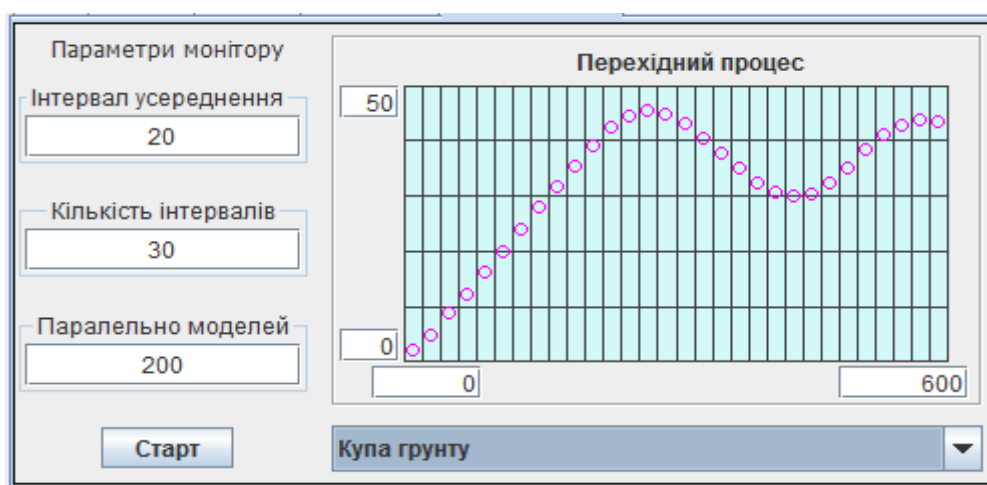 Параметри монітору
Інтервал усереднення
20
Кількість інтервалів
30
Паралельно моделей
200
Старт
Перехідний процес
50
0
0
600
Купа грунту